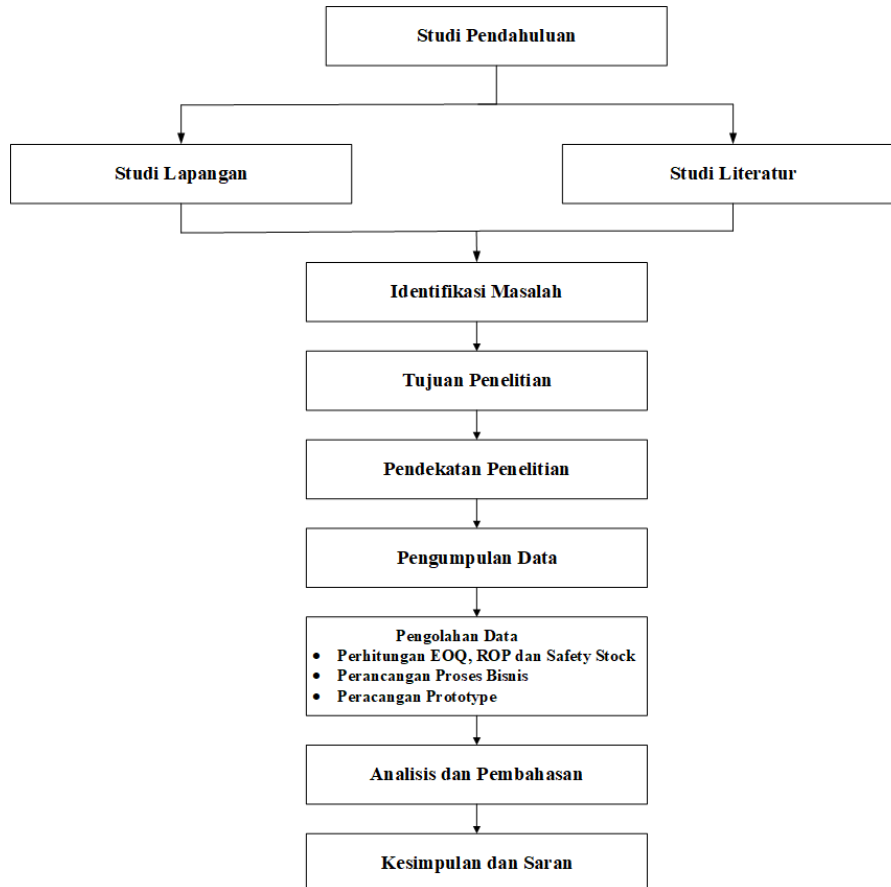 Studi Pendahuluan
Studi Lapangan
Studi Literatur
Identifikasi Masalah
Tujuan Penelitian
Pendekatan Penelitian
Pengumpulan Data
Pengolahan Data
• Perhitungan EOQ, ROP dan Safety Stock
• Perancangan Proses Bisnis
• Peracangan Prototype
Analisis dan Pembahasan
Kesimpulan dan Saran